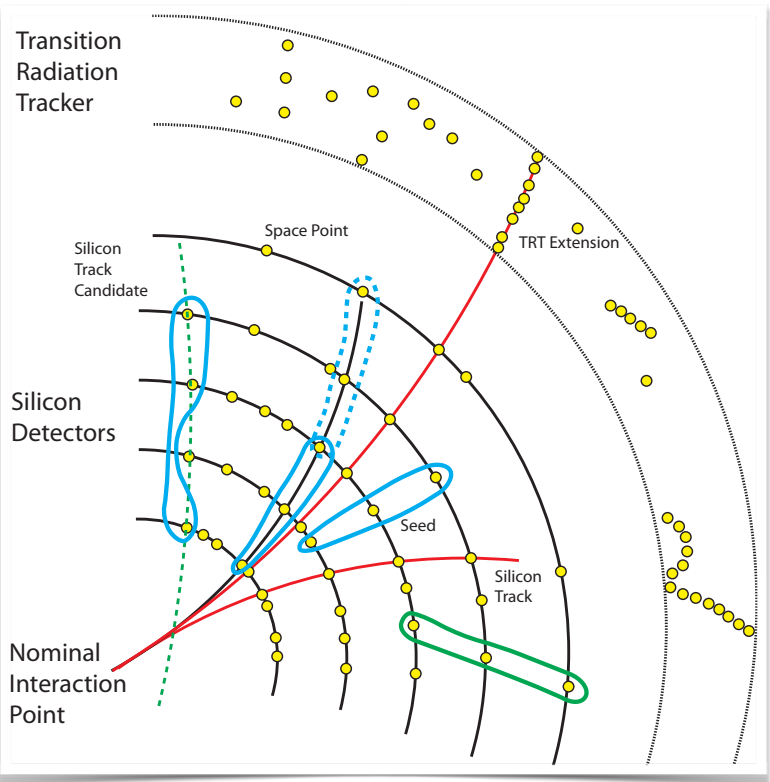 Transition
Radiation
Tracker
Space Point
Silicon
Track
Candidate
TRT Extension
Silicon
Detectors
Seed
Silicon
Track
Nominal
Interaction
Point